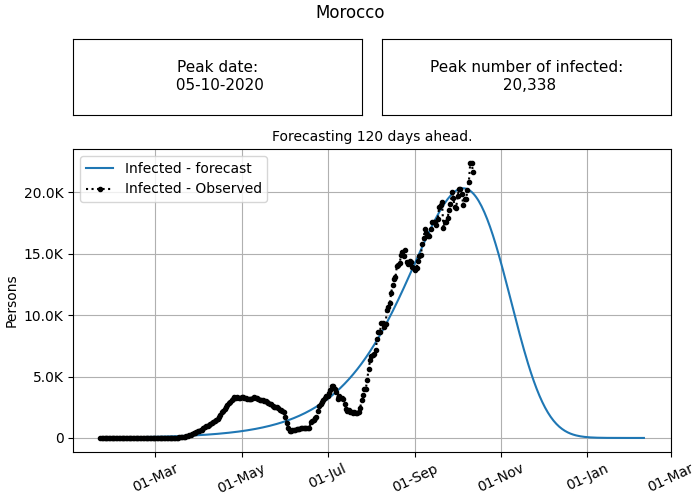 Morocco
Peak date:
05-10-2020
Peak number of infected:
20,338
Forecasting 120 days ahead.
Infected - forecast
Infected - Observed
Persons
20.0K
15.0K
10.0K
5.0K
0
01-Mar
01-May
01-Jul
01-Sep
01-Nov
01-Jan
01-Mar